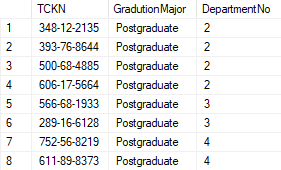 TCKN GradutionMajor DepartmentNo
1 348-12-2135 Postgraduate 2
2 393-76-8644 Postgraduate 2
3 500-68-4885 Postgraduate 2
4 606-17-5664 Postgraduate 2
5 566-68-1933 Postgraduate 3
6 289-16-6128 Postgraduate 3
7 752-56-8219 Postgraduate 4
8 611-89-8373 Postgraduate 4